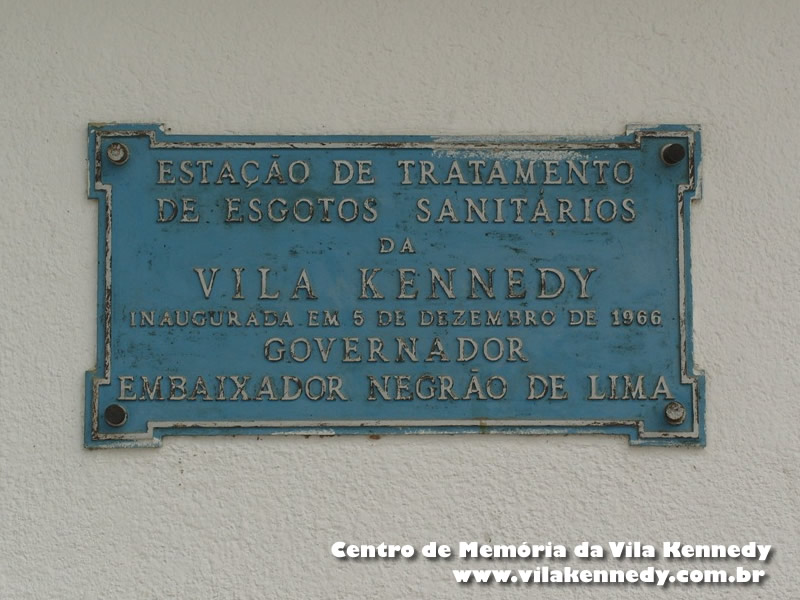 ESTAÇÃO DE TRATAMENTO
DE ESGOTOS SANITÁRIOS
DA
VILA KENNEDY
INAUGURADA EM 5 DE DEZEMBRO DE 1966
GOVERNADOR
EMBAIXADOR NEGRÃO DE LIMA
Centro de Memória da Vila Kennedy
www.vilakennedy.com.br